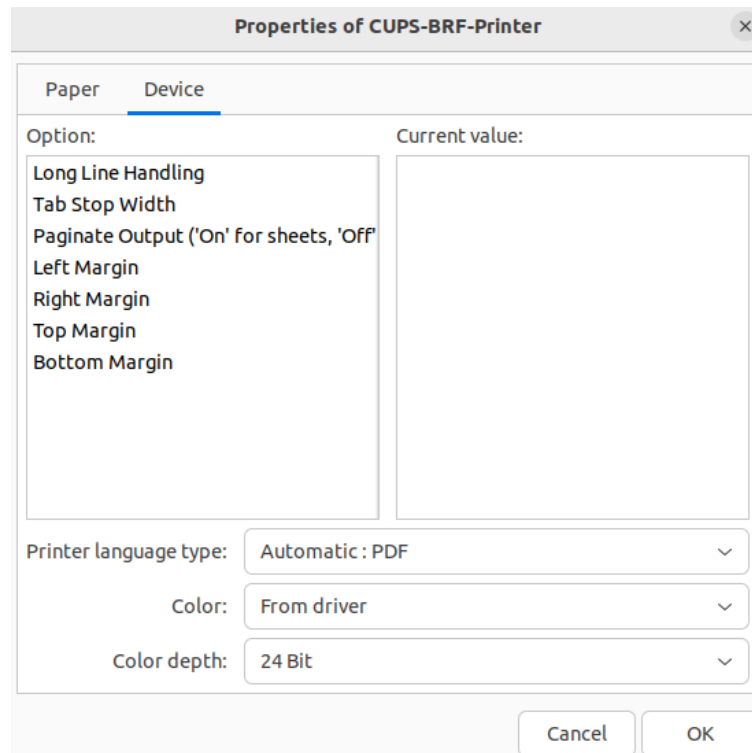 Properties of CUPS-BRF-Printer
Paper Device
Option: Current value:
Long Line Handling
Tab Stop Width
Paginate Output ('On' for sheets, 'Off'
Left Margin
Right Margin
Top Margin
Bottom Margin
Printer language type: Automatic : PDF
Color: From driver
Color depth: 24 Bit
Cancel OK